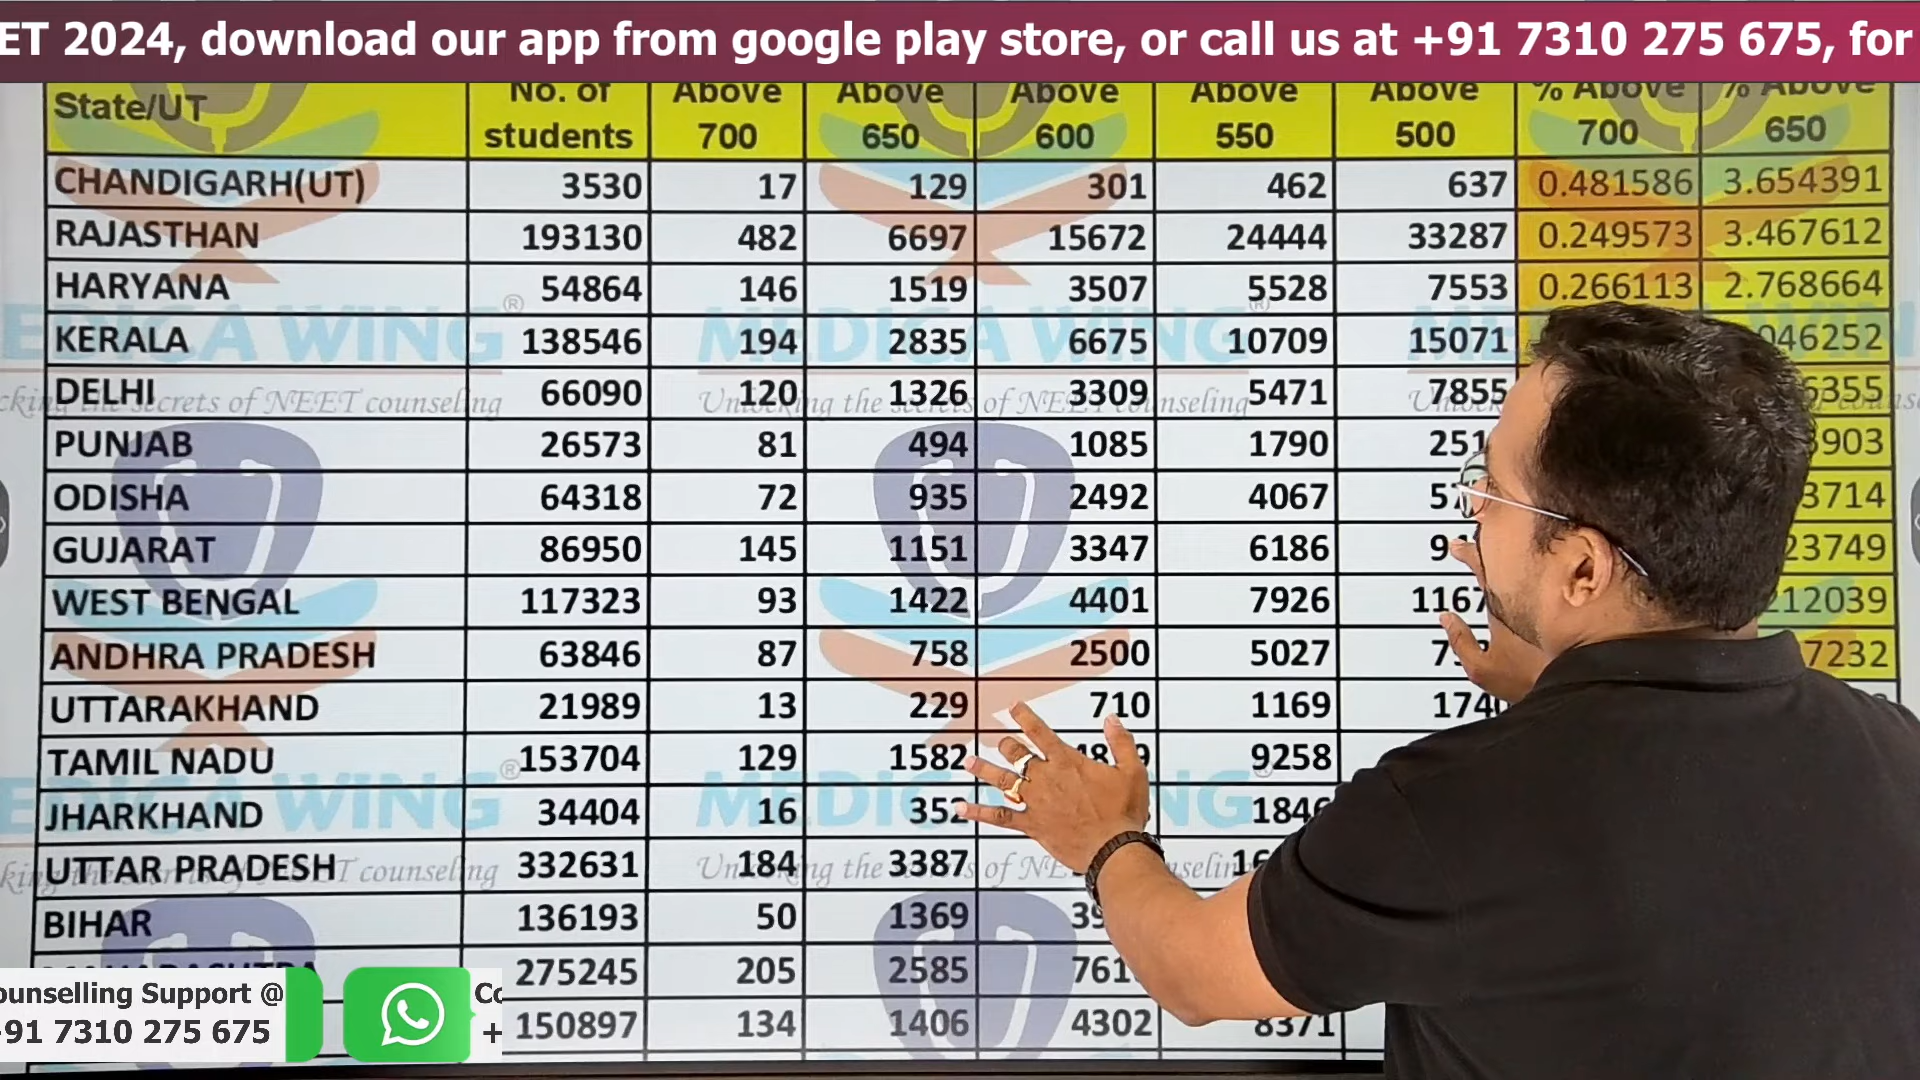 ET 2024, download our app from google play store, or call us at +91 7310 275 675, for
State/UT No. of students Above 700 Above 650 Above 600 Above 550 Above 500 % Above 700 % Above 650
CHANDIGARH(UT) 3530 17 129 301 462 637 0.481586 3.654391
RAJASTHAN 193130 482 6697 15672 24444 33287 0.249573 3.467612
HARYANA 54864 146 1519 3507 5528 7553 0.266113 2.768664
KERALA 138546 194 2835 6675 10709 15071 046252
DELHI 66090 120 1326 3309 5471 7855 6355
PUNJAB 26573 81 494 1085 1790 251 903
ODISHA 64318 72 935 2492 4067 3714
GUJARAT 86950 145 1151 3347 6186 23749
WEST BENGAL 117323 93 1422 4401 7926 1167 212039
ANDHRA PRADESH 63846 87 758 2500 5027 7232
UTTARAKHAND 21989 13 229 710 1169 174
TAMIL NADU 153704 129 1582 9258
JHARKHAND 34404 16 352 1846
UTTAR PRADESH 332631 184 3387
BIHAR 136193 50 1369
275245 205 2585 761
150897 134 1406 4302 8371
MEDICA WING®
Unlocking the secrets of NEET counseling
ounselling Support @
+91 7310 275 675
Co
+